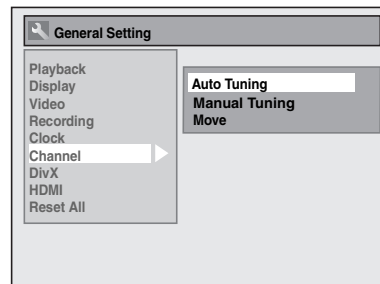 General Setting
Playback
Display
Video
Recording
Clock
Channel
DivX
HDMI
Reset All
Auto Tuning
Manual Tuning
Move